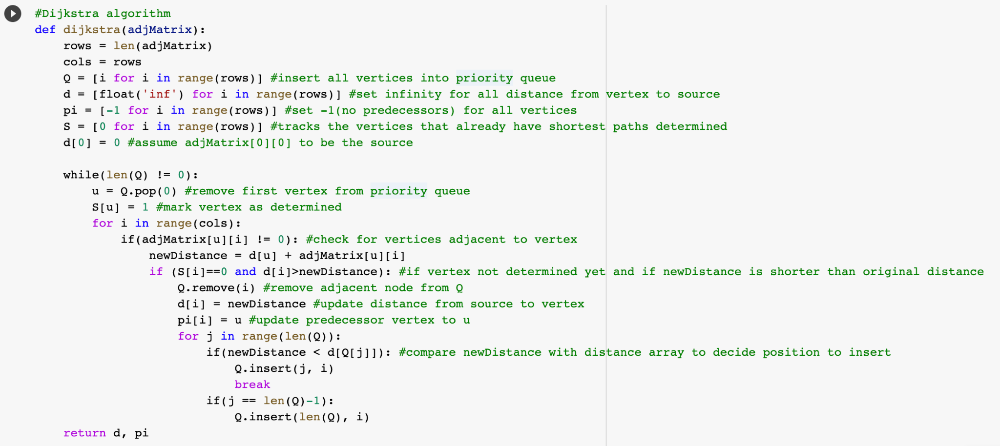 #Dijkstra algorithm
def dijkstra(adjMatrix):
    rows = len(adjMatrix)
    cols = rows
    Q = [i for i in range(rows)] #insert all vertices into priority queue
    d = [float('inf') for i in range(rows)] #set infinity for all distance from vertex to source
    pi = [-1 for i in range(rows)] #set -1(no predecessors) for all vertices
    S = [0 for i in range(rows)] #tracks the vertices that already have shortest paths determined
    d[0] = 0 #assume adjMatrix[0][0] to be the source

    while(len(Q) != 0):
        u = Q.pop(0) #remove first vertex from priority queue
        S[u] = 1 #mark vertex as determined
        for i in range(cols):
            if(adjMatrix[u][i] != 0): #check for vertices adjacent to vertex
                newDistance = d[u] + adjMatrix[u][i]
                if (S[i]==0 and d[i]>newDistance): #if vertex not determined yet and if newDistance is shorter than original distance
                    Q.remove(i) #remove adjacent node from Q
                    d[i] = newDistance #update distance from source to vertex
                    pi[i] = u #update predecessor vertex to u
                    for j in range(len(Q)):
                        if(newDistance < d[Q[j]]): #compare newDistance with distance array to decide position to insert
                            Q.insert(j, i)
                            break
                        if(j == len(Q)-1):
                            Q.insert(len(Q), i)
    return d, pi